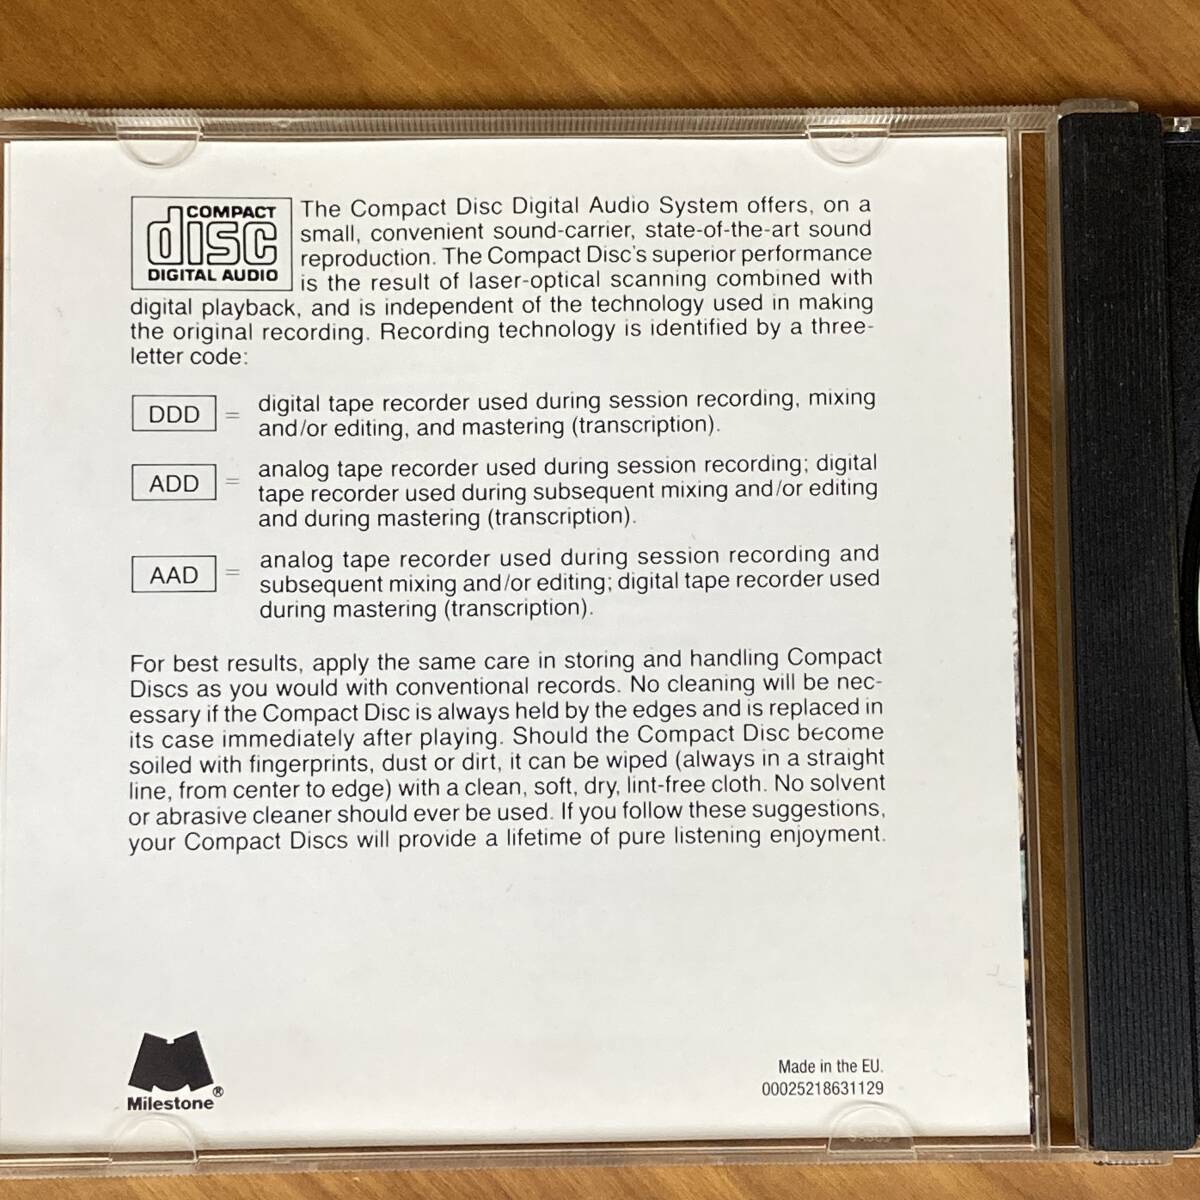 COMPACT
disc
DIGITAL AUDIO
The Compact Disc Digital Audio System offers, on a
small, convenient sound-carrier, state-of-the-art sound
reproduction. The Compact Disc's superior performance
is the result of laser-optical scanning combined with
digital playback, and is independent of the technology used in making
the original recording. Recording technology is identified by a three-
letter code:
DDD = digital tape recorder used during session recording, mixing
and/or editing, and mastering (transcription).
ADD = analog tape recorder used during session recording; digital
tape recorder used during subsequent mixing and/or editing
and during mastering (transcription).
AAD = analog tape recorder used during session recording and
subsequent mixing and/or editing; digital tape recorder used
during mastering (transcription).
For best results, apply the same care in storing and handling Compact
Discs as you would with conventional records. No cleaning will be nec-
essary if the Compact Disc is always held by the edges and is replaced in
its case immediately after playing. Should the Compact Disc become
soiled with fingerprints, dust or dirt, it can be wiped (always in a straight
line, from center to edge) with a clean, soft, dry, lint-free cloth. No solvent
or abrasive cleaner should ever be used. If you follow these suggestions,
your Compact Discs will provide a lifetime of pure listening enjoyment.
Milestone®
Made in the EU.
00025218631129